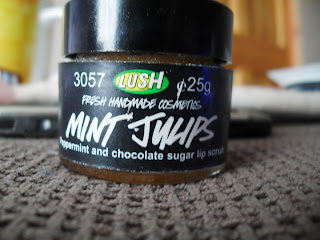 3057 LUSH ¢25g
FRESH HANDMADE COSMETICS
MINT JULIPS
peppermint and chocolate sugar lip scrub